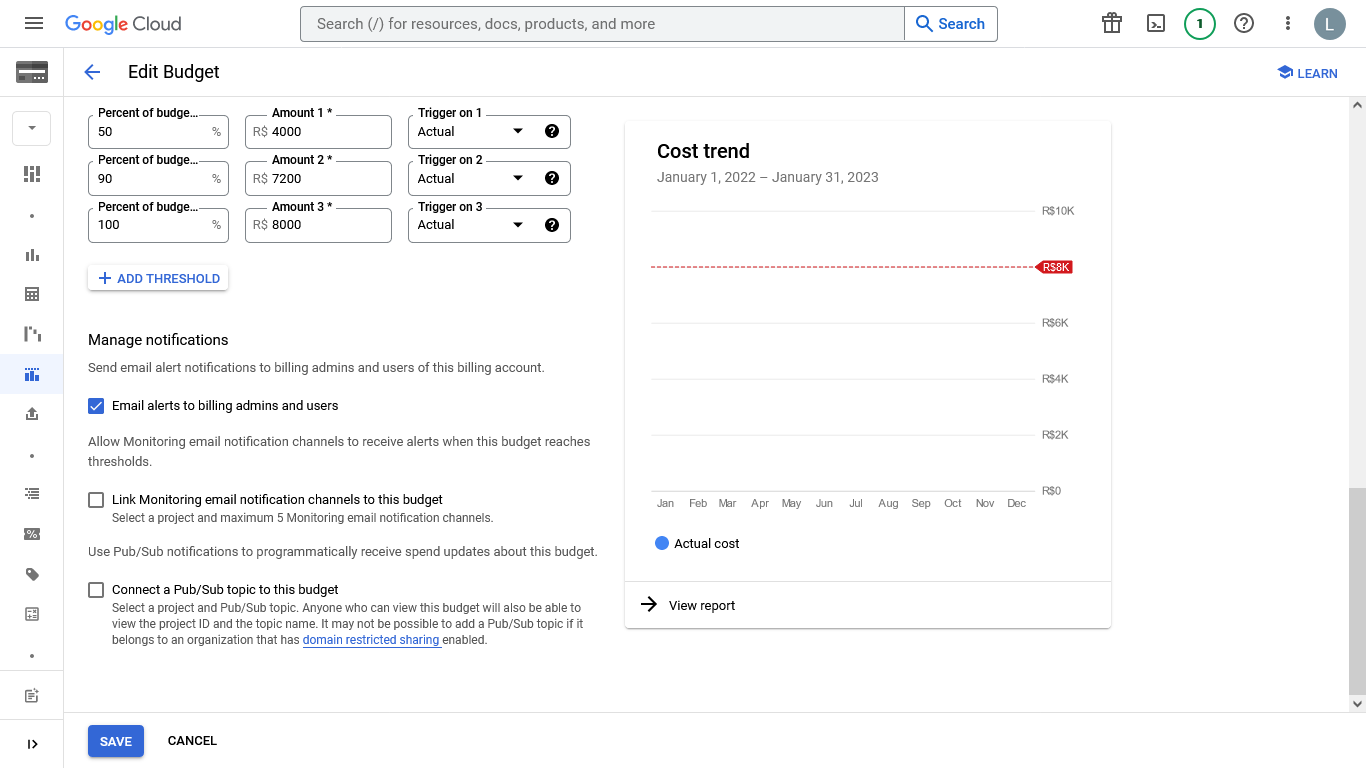 Google Cloud
Search (/) for resources, docs, products, and more
Search
1
L
Edit Budget
LEARN
Percent of budge...
50 %
Amount 1 *
R$ 4000
Trigger on 1
Actual
Percent of budge...
90 %
Amount 2 *
R$ 7200
Trigger on 2
Actual
Percent of budge...
100 %
Amount 3 *
R$ 8000
Trigger on 3
Actual
ADD THRESHOLD
Manage notifications
Send email alert notifications to billing admins and users of this billing account.
Email alerts to billing admins and users
Allow Monitoring email notification channels to receive alerts when this budget reaches
thresholds.
Link Monitoring email notification channels to this budget
Select a project and maximum 5 Monitoring email notification channels.
Use Pub/Sub notifications to programmatically receive spend updates about this budget.
Connect a Pub/Sub topic to this budget
Select a project and Pub/Sub topic. Anyone who can view this budget will also be able to
view the project ID and the topic name. It may not be possible to add a Pub/Sub topic if it
belongs to an organization that has domain restricted sharing enabled.
Cost trend
January 1, 2022 – January 31, 2023
R$10K
R$8K
R$6K
R$4K
R$2K
R$0
Jan Feb Mar Apr May Jun Jul Aug Sep Oct Nov Dec
Actual cost
View report
SAVE
CANCEL